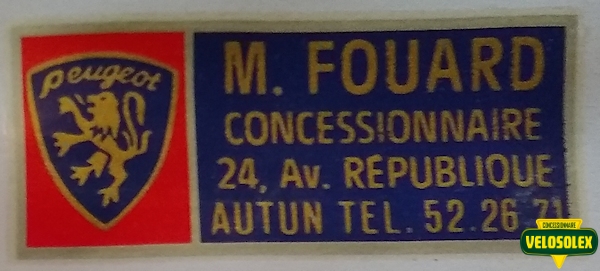 peugeot
M. FOUARD
CONCESSIONNAIRE
24, Av. RÉPUBLIQUE
AUTUN TEL. 52.26.71
CONCESSIONNAIRE
VELOSOLEX